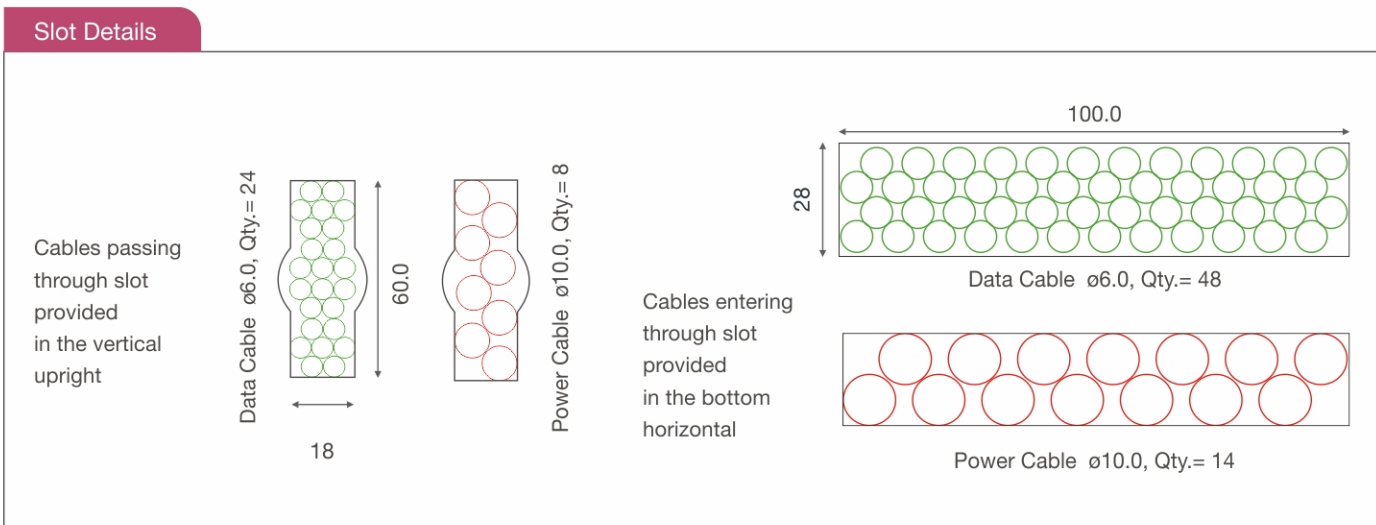 Slot Details
Cables passing
through slot
provided
in the vertical
upright
Data Cable ø6.0, Qty.= 24
60.0
18
Power Cable ø10.0, Qty.= 8
Cables entering
through slot
provided
in the bottom
horizontal
100.0
28
Data Cable ø6.0, Qty.= 48
Power Cable ø10.0, Qty.= 14